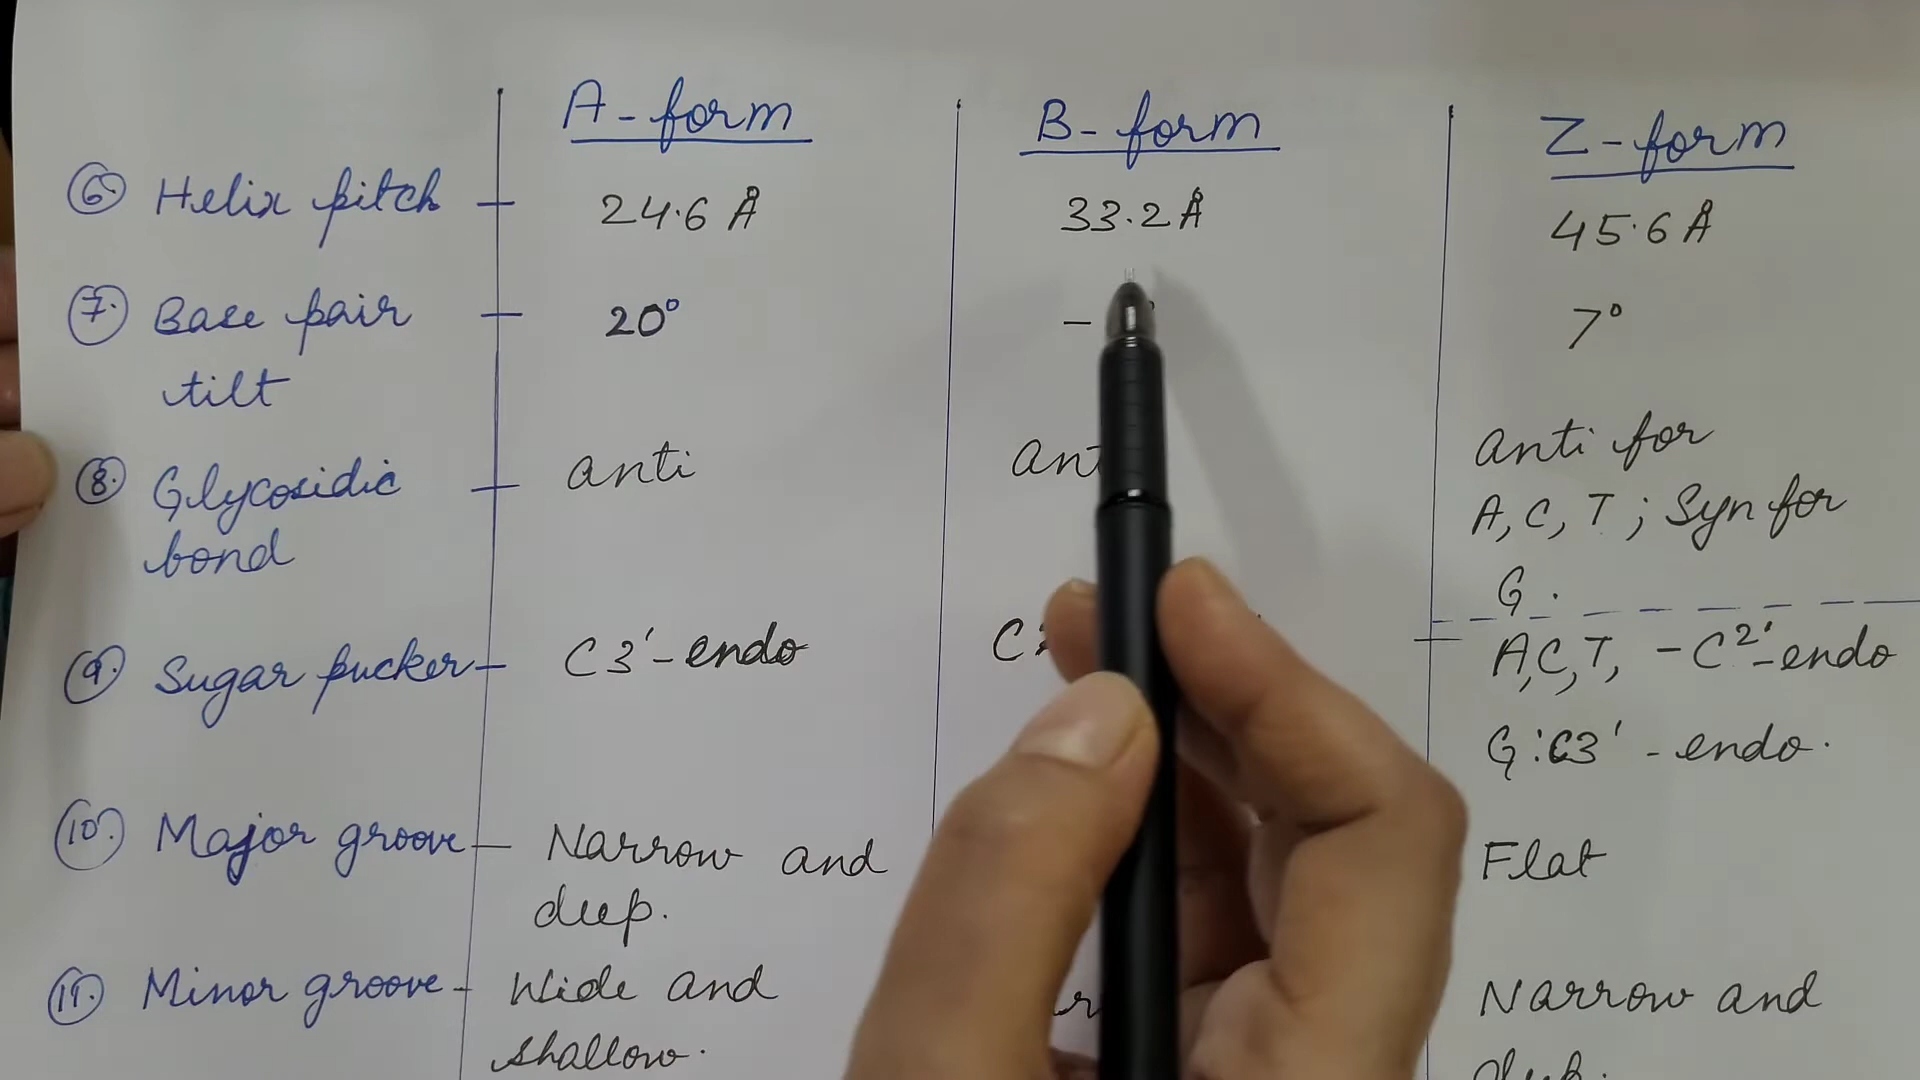 A-form B-form Z-form
6. Helix pitch — 24.6 Å 33.2 Å 45.6 Å
7. Base pair — 20° 7°
tilt
8. Glycosidic — anti anti for
bond A, C, T ; Syn for
G.
9. Sugar pucker — C3'-endo A,C,T, - C2'-endo
G : C3' - endo.
10. Major groove — Narrow and Flat
deep.
11. Minor groove - Wide and Narrow and
shallow. deep.